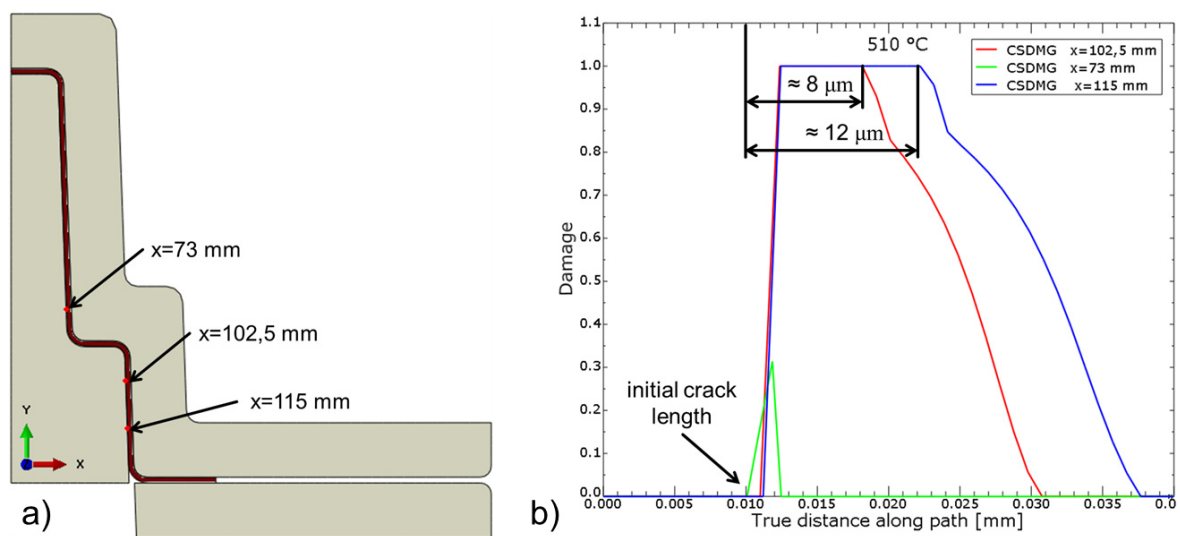 x=73 mm
x=102,5 mm
x=115 mm
Y
X
a)
1.1
1.0
0.9
0.8
0.7
0.6
0.5
0.4
0.3
0.2
0.1
0.0
Damage
510 °C
CSDMG x=102,5 mm
CSDMG x=73 mm
CSDMG x=115 mm
≈ 8 μm
≈ 12 μm
initial crack
length
0.000 0.005 0.010 0.015 0.020 0.025 0.030 0.035 0.040
True distance along path [mm]
b)